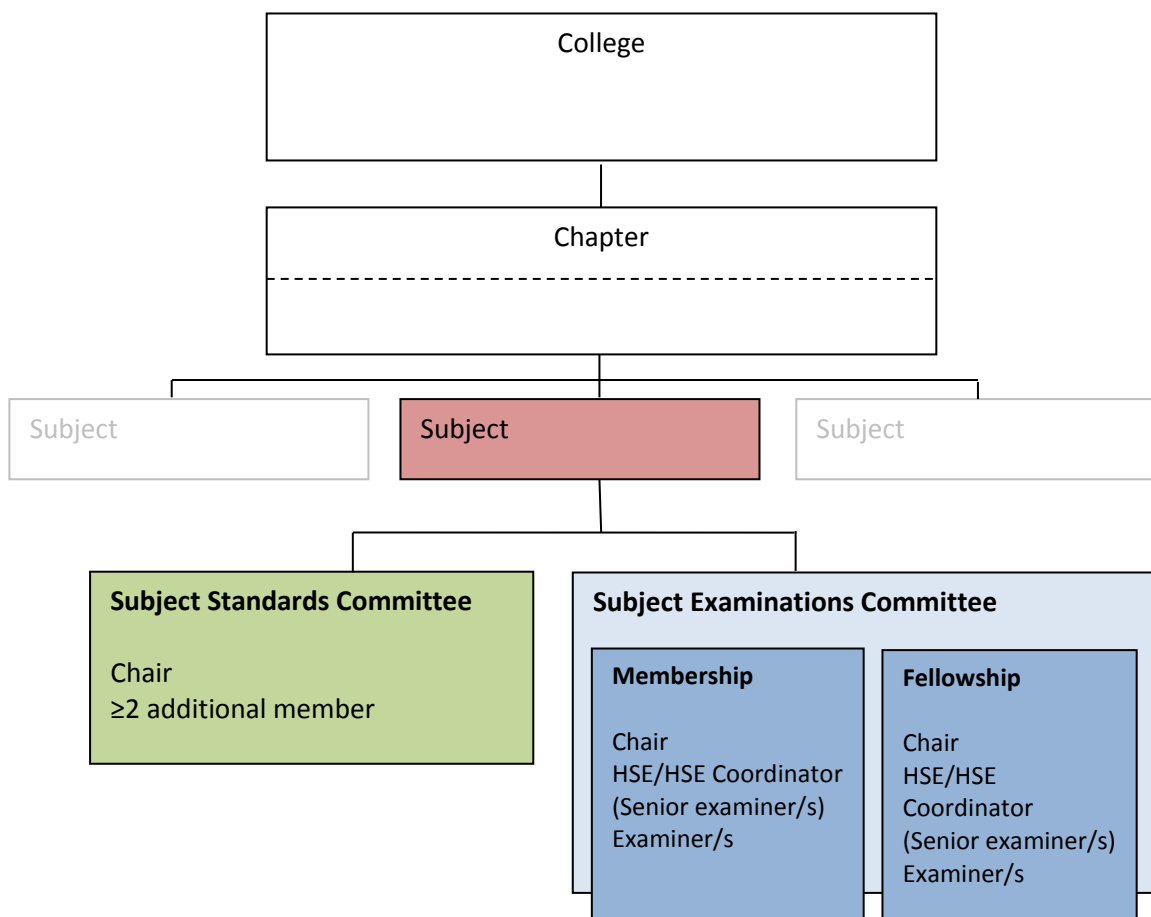 College
Chapter
Subject
Subject
Subject
Subject Standards Committee
Chair
≥2 additional member
Subject Examinations Committee
Membership
Chair
HSE/HSE Coordinator
(Senior examiner/s)
Examiner/s
Fellowship
Chair
HSE/HSE
Coordinator
(Senior examiner/s)
Examiner/s